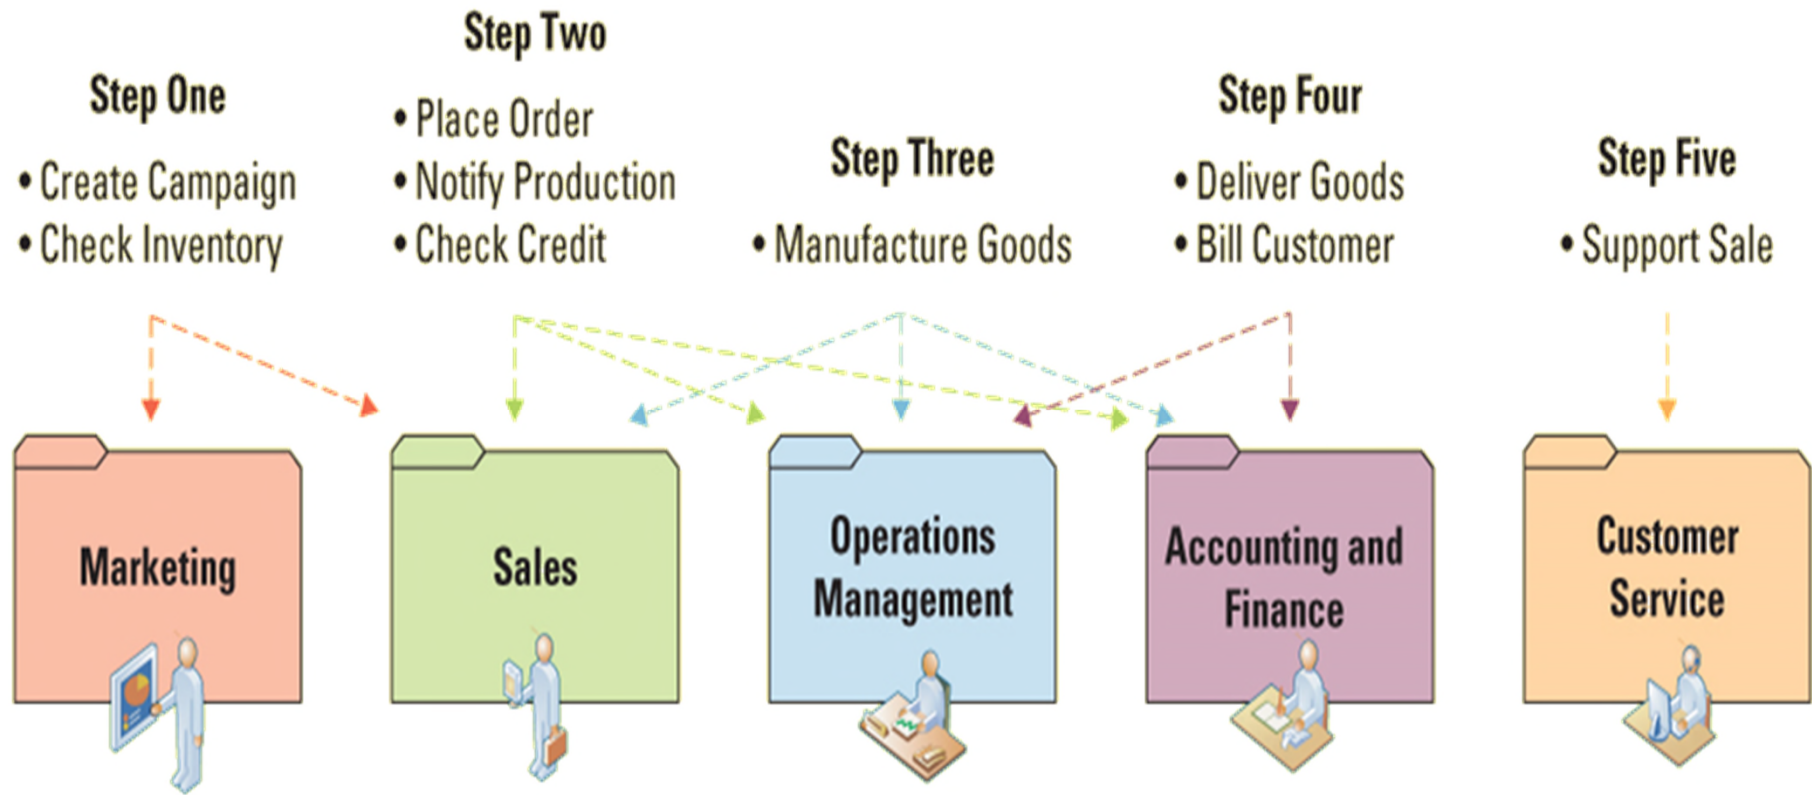 Step One
• Create Campaign
• Check Inventory
Step Two
• Place Order
• Notify Production
• Check Credit
Step Three
• Manufacture Goods
Step Four
• Deliver Goods
• Bill Customer
Step Five
• Support Sale
Marketing
Sales
Operations
Management
Accounting and
Finance
Customer
Service